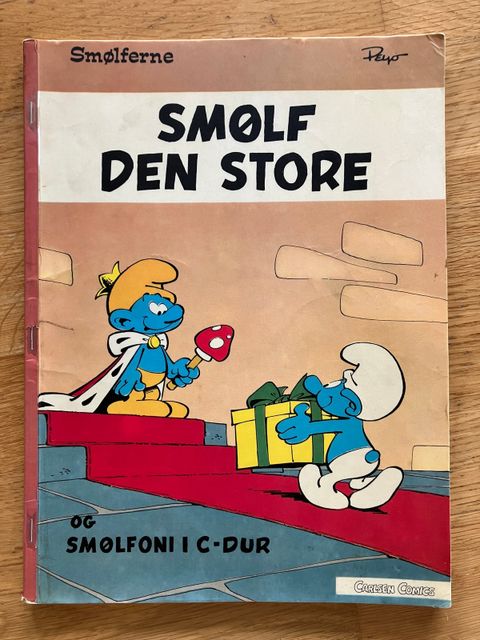 Smølferne
Peyo
SMØLF
DEN STORE
OG
SMØLFONI I C-DUR
CARLSEN COMICS